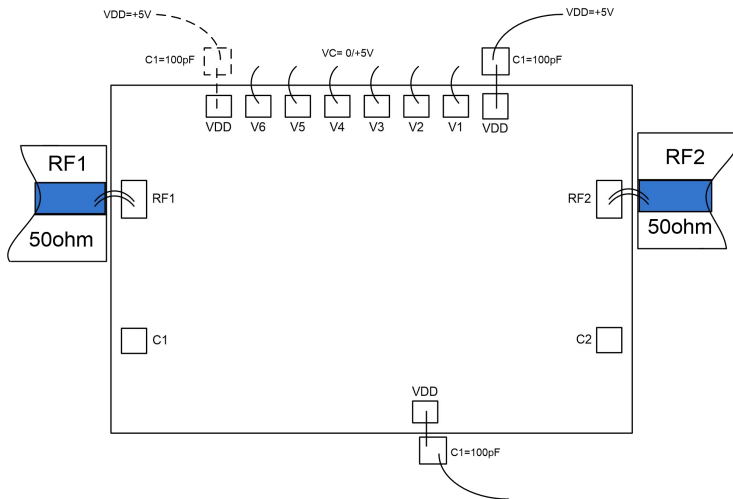 VDD=+5V
VDD=+5V
C1=100pF
VC= 0/+5V
C1=100pF
VDD
V6
V5
V4
V3
V2
V1
VDD
RF1
RF2
RF1
RF2
50ohm
50ohm
C1
C2
VDD
C1=100pF